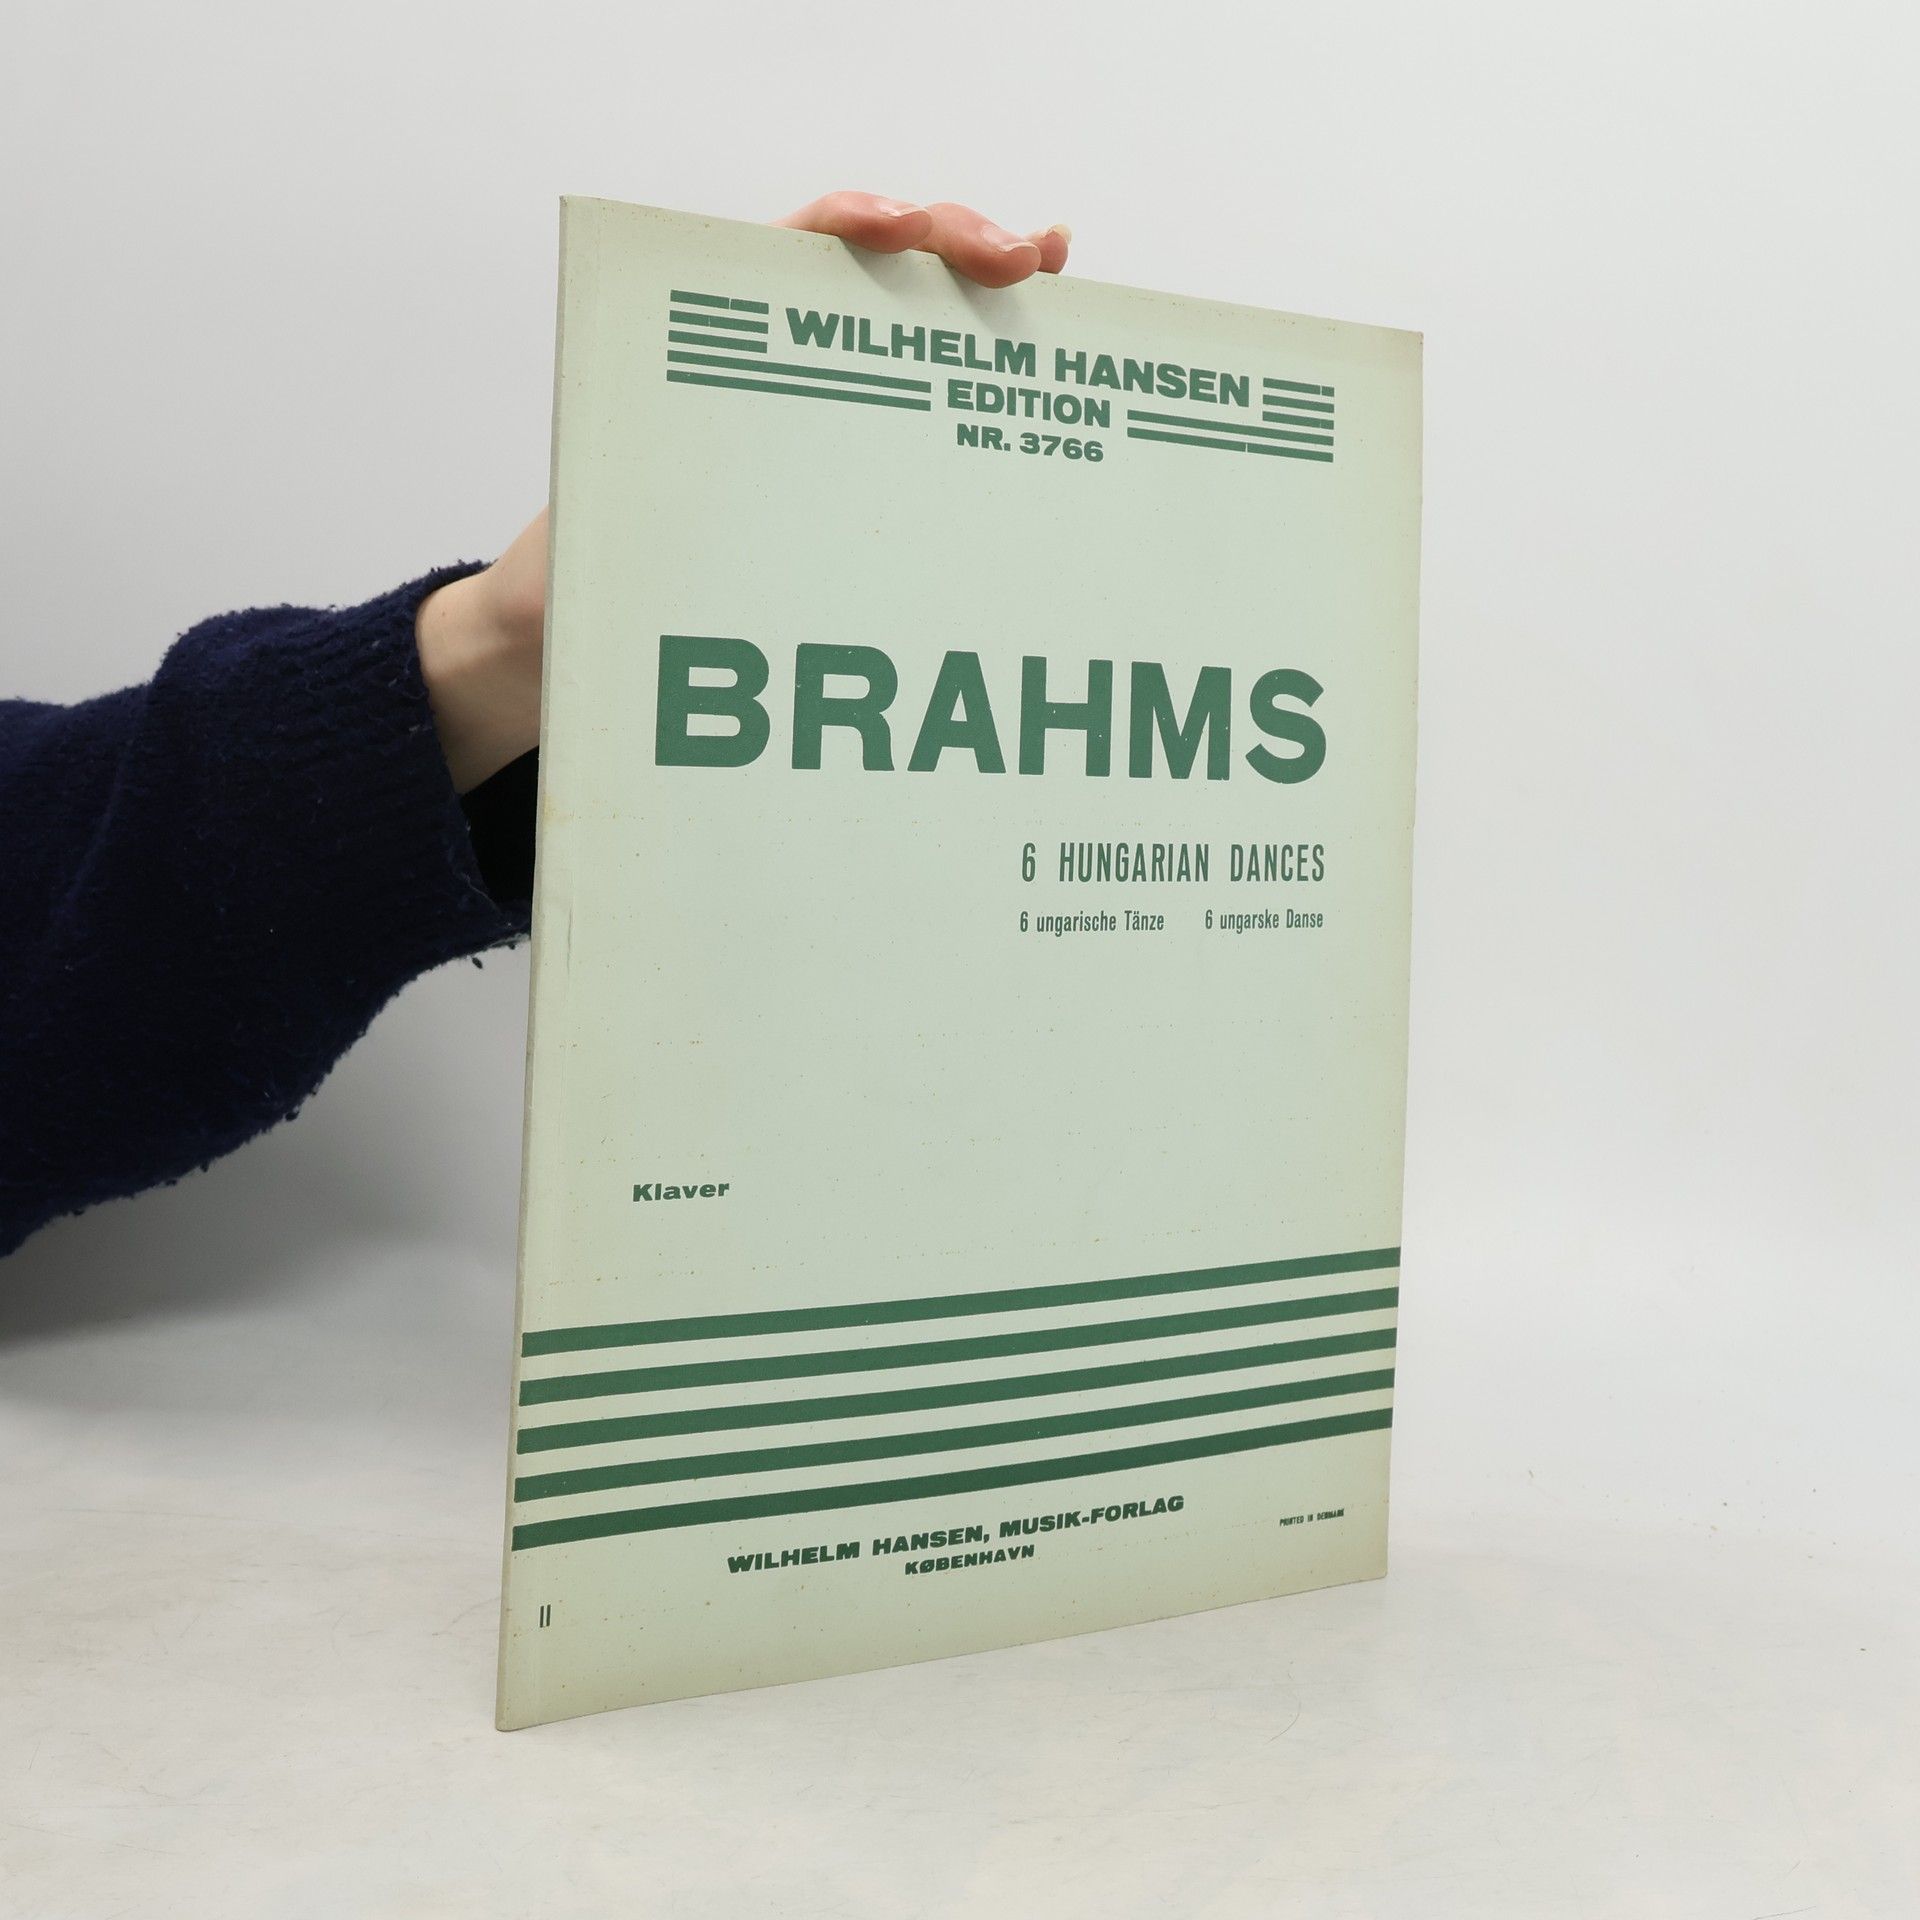 WILHELM HANSEN
EDITION
NR. 3766
BRAHMS
6 HUNGARIAN DANCES
6 ungarische Tänze 6 ungarske Danse
Klaver
WILHELM HANSEN, MUSIK-FORLAG
KØBENHAVN
PRINTED IN DENMARK
II